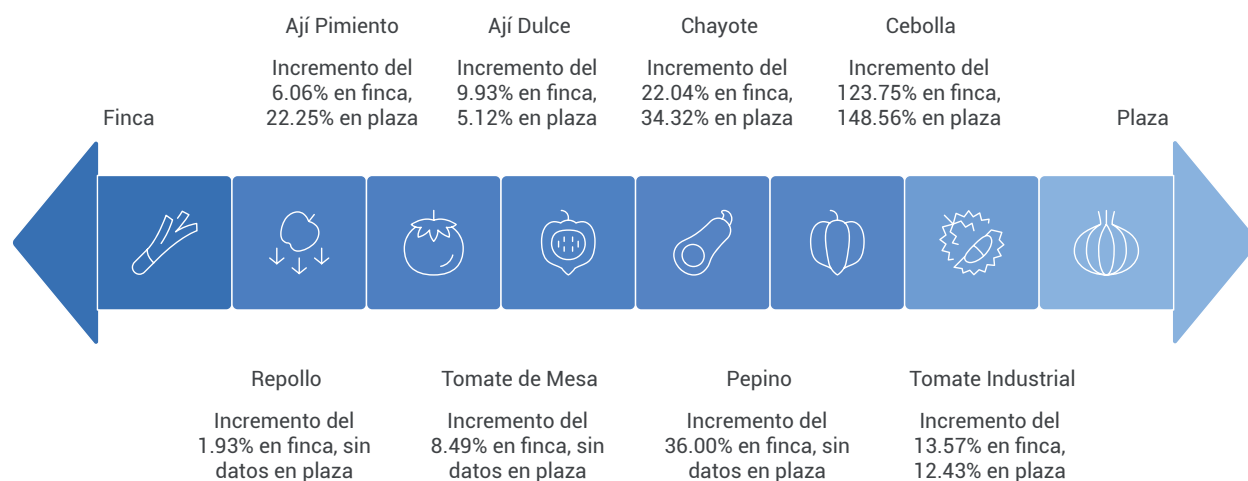 Ají Pimiento
Incremento del
6.06% en finca,
22.25% en plaza
Ají Dulce
Incremento del
9.93% en finca,
5.12% en plaza
Chayote
Incremento del
22.04% en finca,
34.32% en plaza
Cebolla
Incremento del
123.75% en finca,
148.56% en plaza
Finca
Plaza
Repollo
Incremento del
1.93% en finca, sin
datos en plaza
Tomate de Mesa
Incremento del
8.49% en finca, sin
datos en plaza
Pepino
Incremento del
36.00% en finca, sin
datos en plaza
Tomate Industrial
Incremento del
13.57% en finca,
12.43% en plaza